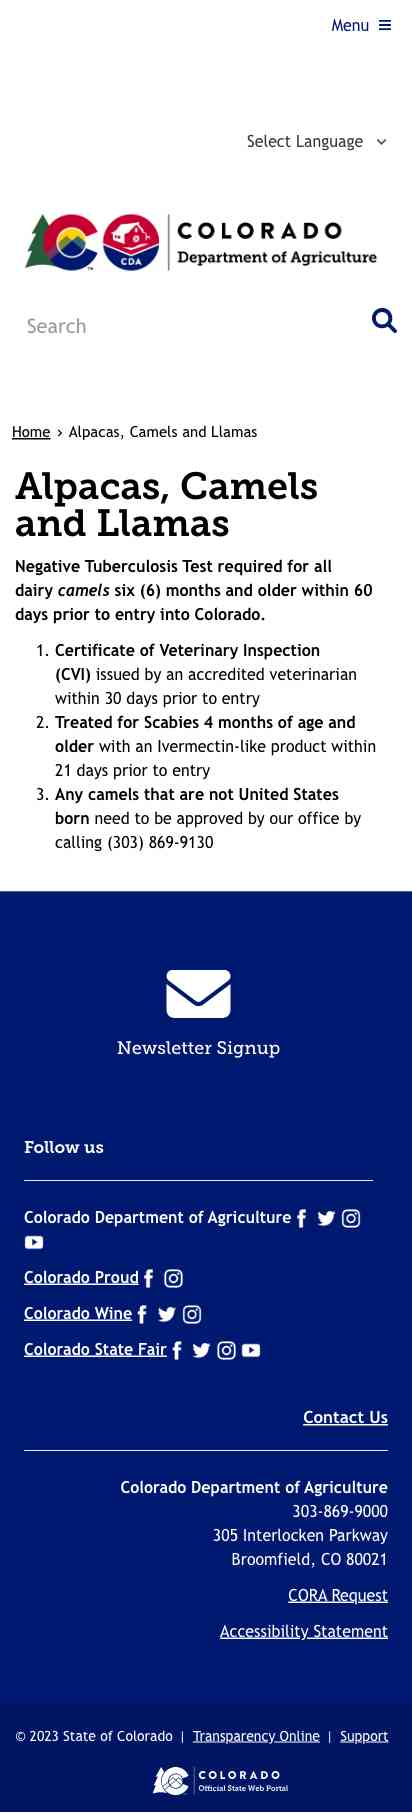 Menu
Select Language
CDA
TM
COLORADO
Department of Agriculture
Search
Home › Alpacas, Camels and Llamas
Alpacas, Camels
and Llamas
Negative Tuberculosis Test required for all
dairy camels six (6) months and older within 60
days prior to entry into Colorado.
1. Certificate of Veterinary Inspection
(CVI) issued by an accredited veterinarian
within 30 days prior to entry
2. Treated for Scabies 4 months of age and
older with an Ivermectin-like product within
21 days prior to entry
3. Any camels that are not United States
born need to be approved by our office by
calling (303) 869-9130
Newsletter Signup
Follow us
Colorado Department of Agriculture
Colorado Proud
Colorado Wine
Colorado State Fair
Contact Us
Colorado Department of Agriculture
303-869-9000
305 Interlocken Parkway
Broomfield, CO 80021
CORA Request
Accessibility Statement
© 2023 State of Colorado | Transparency Online | Support
COLORADO
Official State Web Portal